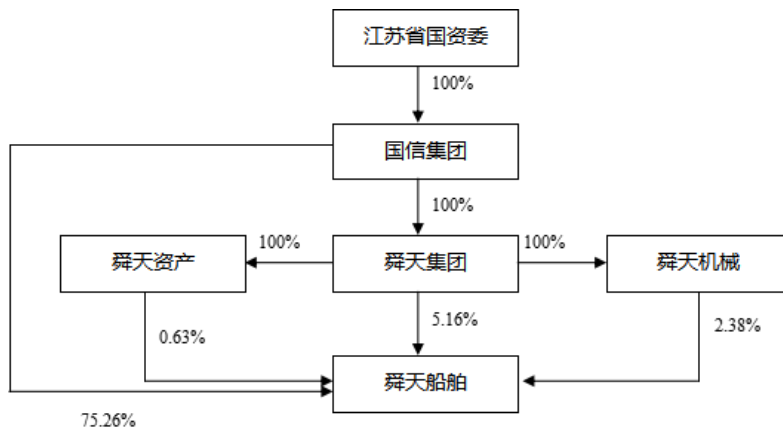 江苏省国资委
100%
国信集团
100%
舜天资产
100%
舜天集团
100%
舜天机械
0.63%
5.16%
2.38%
舜天船舶
75.26%